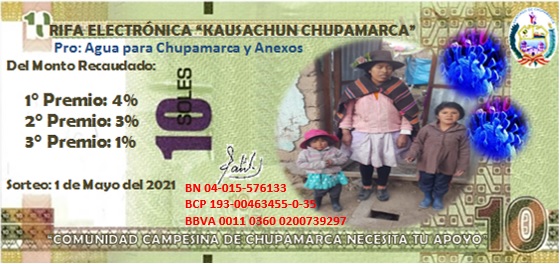 RIFA ELECTRÓNICA "KAUSACHUN CHUPAMARCA"
Pro: Agua para Chupamarca y Anexos
Del Monto Recaudado:
1° Premio: 4%
2° Premio: 3%
3° Premio: 1%
10 SOLES
Sorteo: 1 de Mayo del 2021
BN 04-015-576133
BCP 193-00463455-0-35
BBVA 0011 0360 0200739297
10
"COMUNIDAD CAMPESINA DE CHUPAMARCA NECESITA TU APOYO"